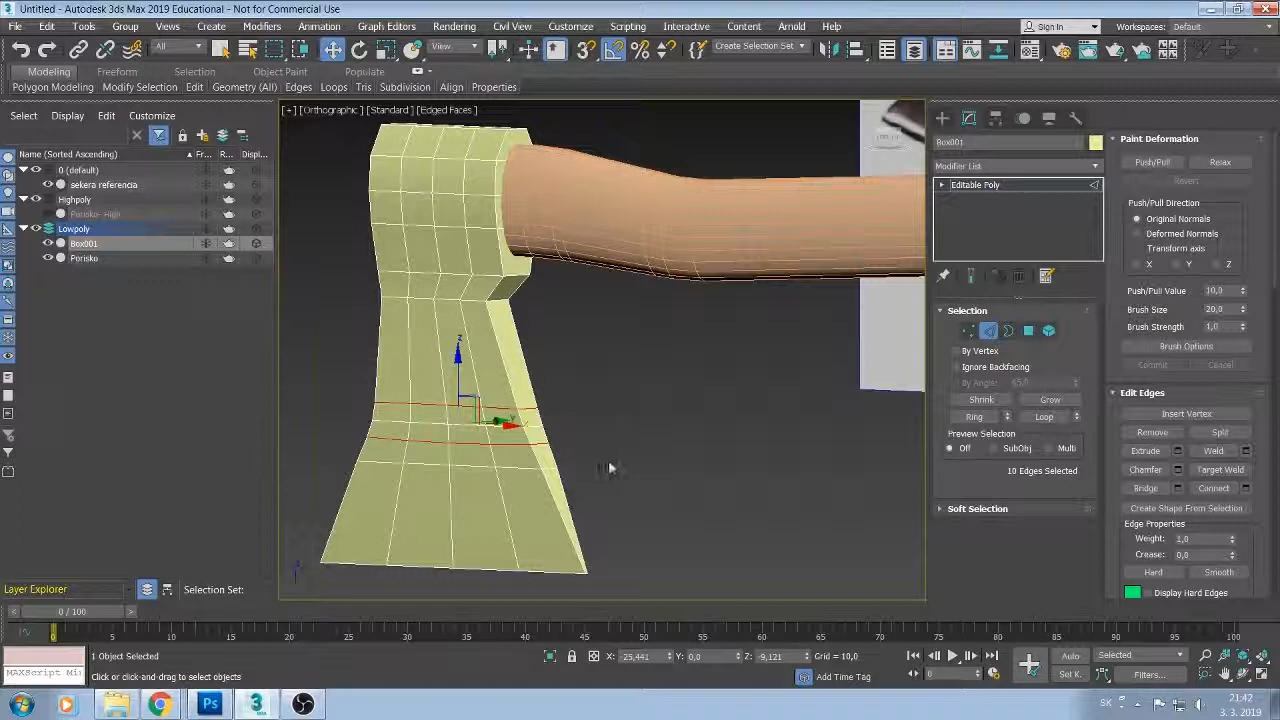 Untitled - Autodesk 3ds Max 2019 Educational - Not for Commercial Use
File Edit Tools Group Views Create Modifiers Animation Graph Editors Rendering Civil View Customize Scripting Interactive Content Arnold Help Sign In Workspaces: Default
All View Create Selection Set
Modeling Freeform Selection Object Paint Populate
Polygon Modeling Modify Selection Edit Geometry (All) Edges Loops Tris Subdivision Align Properties
Select Display Edit Customize
Name (Sorted Ascending) Fr... R... Displ...
0 (default)
sekera referencia
Highpoly
Porisko- High
Lowpoly
Box001
Porisko
[+] [Orthographic] [Standard] [Edged Faces]
Box001
Modifier List
Editable Poly
Selection
By Vertex
Ignore Backfacing
By Angle: 45,0
Shrink Grow
Ring Loop
Preview Selection
Off SubObj Multi
10 Edges Selected
Soft Selection
Paint Deformation
Push/Pull Relax
Revert
Push/Pull Direction
Original Normals
Deformed Normals
Transform axis
X Y Z
Push/Pull Value 10,0
Brush Size 20,0
Brush Strength 1,0
Brush Options
Commit Cancel
Edit Edges
Insert Vertex
Remove Split
Extrude Weld
Chamfer Target Weld
Bridge Connect
Create Shape From Selection
Edge Properties
Weight: 1,0
Crease: 0,0
Hard Smooth
Display Hard Edges
Layer Explorer Selection Set:
0 / 100
0 5 10 15 20 25 30 35 40 45 50 55 60 65 70 75 80 85 90 95 100
1 Object Selected X: -25,441 Y: 0,0 Z: -9,121 Grid = 10,0 Auto Selected
MAXScript Mi Click or click-and-drag to select objects Add Time Tag 0 Set K. Filters...
SK 21:42
3. 3. 2019